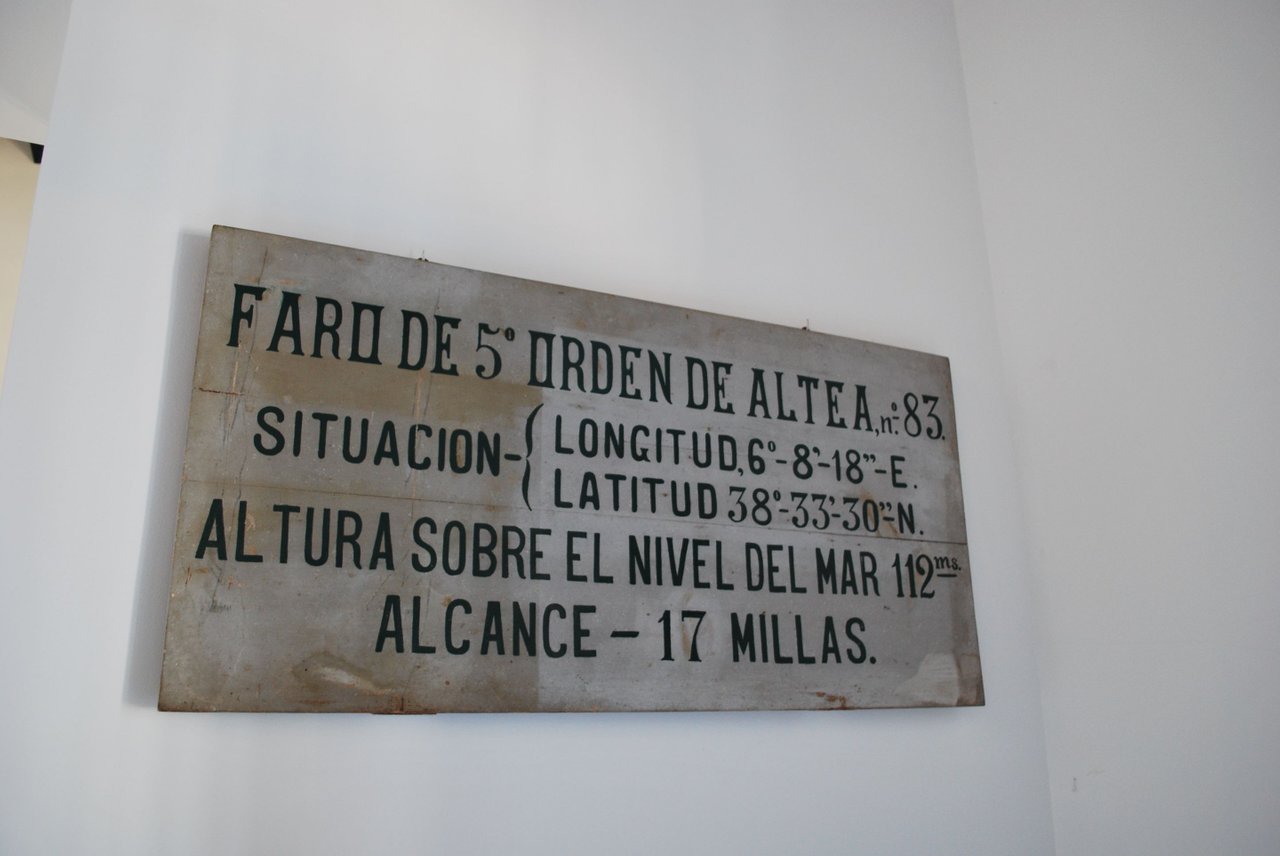 FARO DE 5º ORDEN DE ALTEA, nº. 83.
SITUACION-{ LONGITUD, 6º-8'-18"-E.
LATITUD 38º-33'-30"-N.
ALTURA SOBRE EL NIVEL DEL MAR 112ms.
ALCANCE - 17 MILLAS.